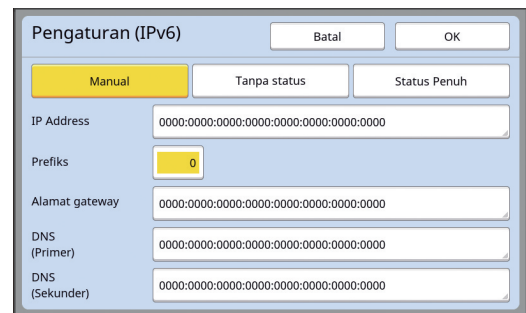 Pengaturan (IPv6)
Batal
OK
Manual
Tanpa status
Status Penuh
IP Address
0000:0000:0000:0000:0000:0000:0000:0000
Prefiks
0
Alamat gateway
0000:0000:0000:0000:0000:0000:0000:0000
DNS
(Primer)
0000:0000:0000:0000:0000:0000:0000:0000
DNS
(Sekunder)
0000:0000:0000:0000:0000:0000:0000:0000